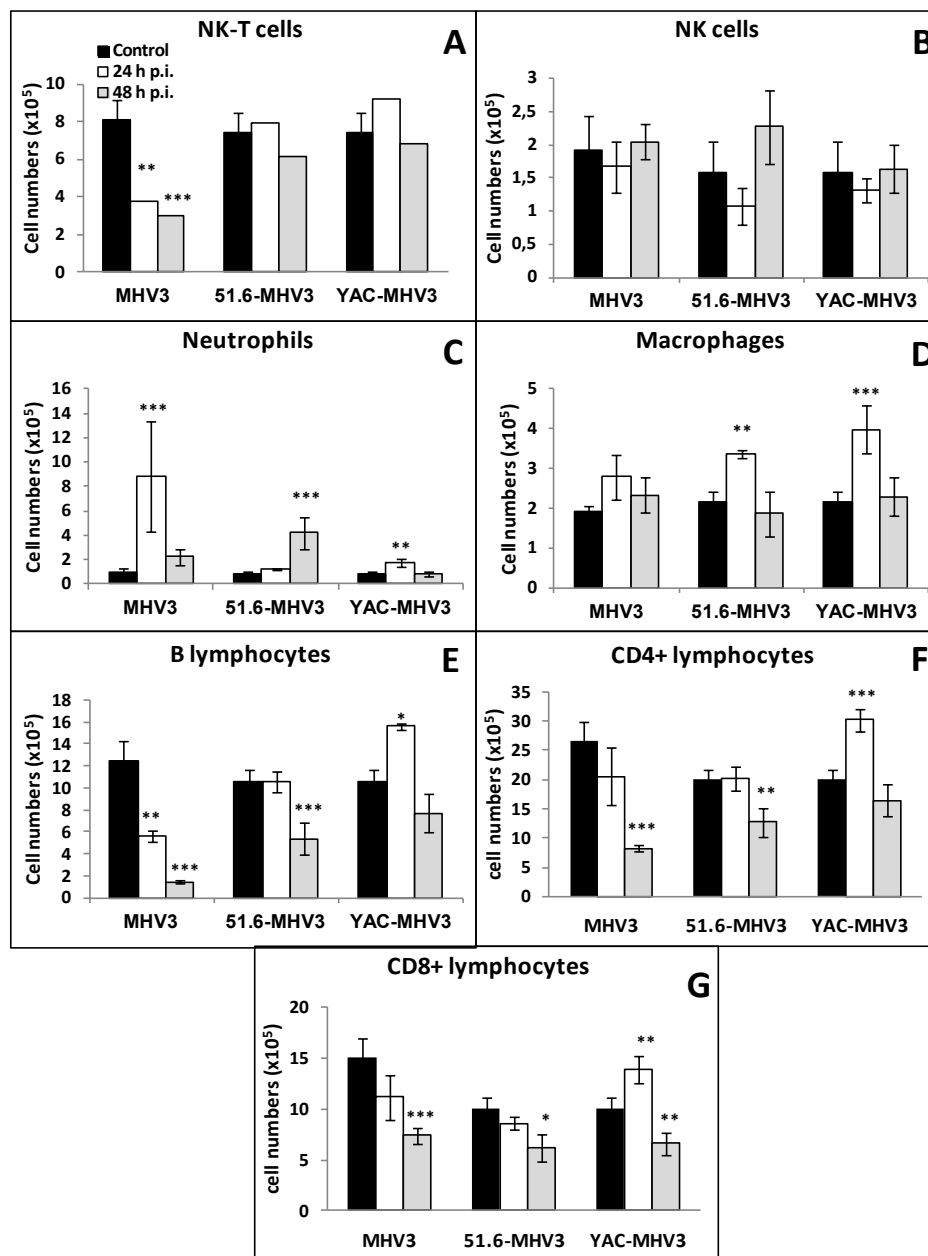 NK-T cells
A
Control
24 h p.i.
48 h p.i.
Cell numbers (x10⁵)
10
8
6
4
2
0
**
***
MHV3 51.6-MHV3 YAC-MHV3
NK cells
B
Cell numbers (x10⁵)
3
2,5
2
1,5
1
0,5
0
MHV3 51.6-MHV3 YAC-MHV3
Neutrophils
C
Cell numbers (x10⁵)
16
14
12
10
8
6
4
2
0
***
***
**
MHV3 51.6-MHV3 YAC-MHV3
Macrophages
D
Cell numbers (x10⁵)
5
4
3
2
1
0
**
***
MHV3 51.6-MHV3 YAC-MHV3
B lymphocytes
E
Cell numbers (x10⁵)
18
16
14
12
10
8
6
4
2
0
**
***
***
*
MHV3 51.6-MHV3 YAC-MHV3
CD4+ lymphocytes
F
cell numbers (x10⁵)
35
30
25
20
15
10
5
0
***
**
***
MHV3 51.6-MHV3 YAC-MHV3
CD8+ lymphocytes
G
cell numbers (x10⁵)
20
15
10
5
0
***
*
**
**
MHV3 51.6-MHV3 YAC-MHV3